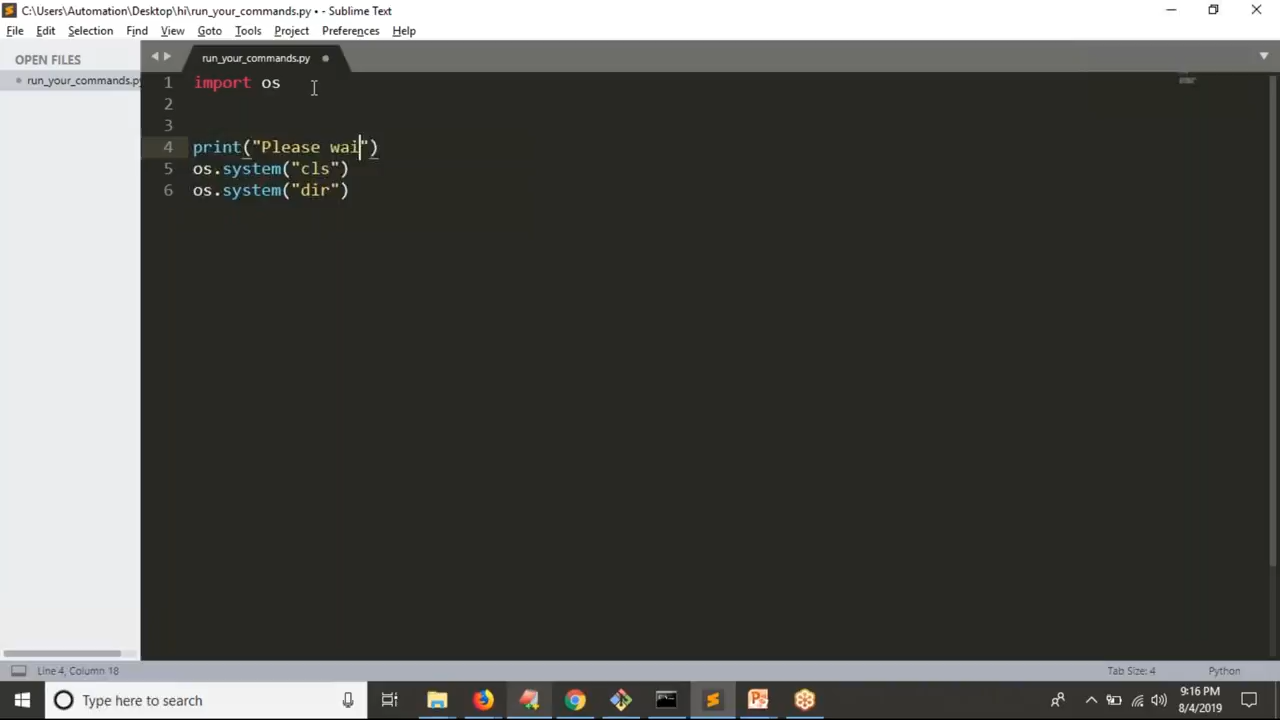 C:\Users\Automation\Desktop\hi\run_your_commands.py • - Sublime Text
File Edit Selection Find View Goto Tools Project Preferences Help
OPEN FILES
run_your_commands.py
run_your_commands.py
1 import os
2
3
4 print("Please wai")
5 os.system("cls")
6 os.system("dir")
Line 4, Column 18
Tab Size: 4
Python
Type here to search
9:16 PM
8/4/2019